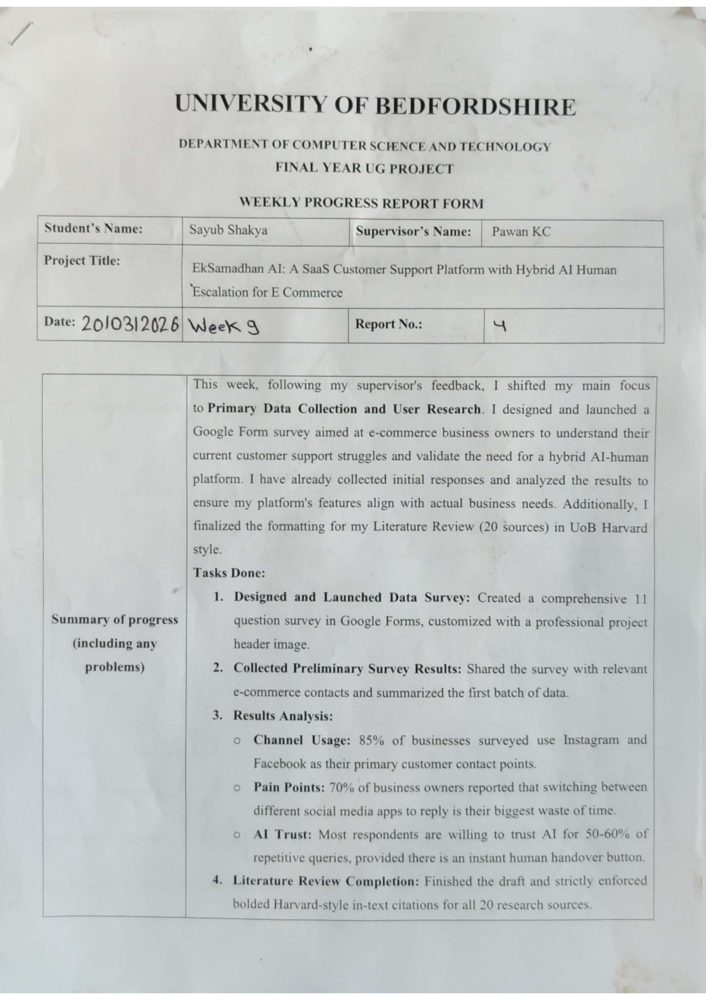 UNIVERSITY OF BEDFORDSHIRE
DEPARTMENT OF COMPUTER SCIENCE AND TECHNOLOGY
FINAL YEAR UG PROJECT
WEEKLY PROGRESS REPORT FORM
Student's Name: Sayub Shakya Supervisor's Name: Pawan KC
Project Title:
EkSamadhan AI: A SaaS Customer Support Platform with Hybrid AI Human
Escalation for E Commerce
Date: 20/03/2026 Week 9 Report No.: 4
Summary of progress
(including any
problems)
This week, following my supervisor's feedback, I shifted my main focus
to Primary Data Collection and User Research. I designed and launched a
Google Form survey aimed at e-commerce business owners to understand their
current customer support struggles and validate the need for a hybrid AI-human
platform. I have already collected initial responses and analyzed the results to
ensure my platform's features align with actual business needs. Additionally, I
finalized the formatting for my Literature Review (20 sources) in UoB Harvard
style.
Tasks Done:
1. Designed and Launched Data Survey: Created a comprehensive 11
question survey in Google Forms, customized with a professional project
header image.
2. Collected Preliminary Survey Results: Shared the survey with relevant
e-commerce contacts and summarized the first batch of data.
3. Results Analysis:
○ Channel Usage: 85% of businesses surveyed use Instagram and
Facebook as their primary customer contact points.
○ Pain Points: 70% of business owners reported that switching between
different social media apps to reply is their biggest waste of time.
○ AI Trust: Most respondents are willing to trust AI for 50-60% of
repetitive queries, provided there is an instant human handover button.
4. Literature Review Completion: Finished the draft and strictly enforced
bolded Harvard-style in-text citations for all 20 research sources.